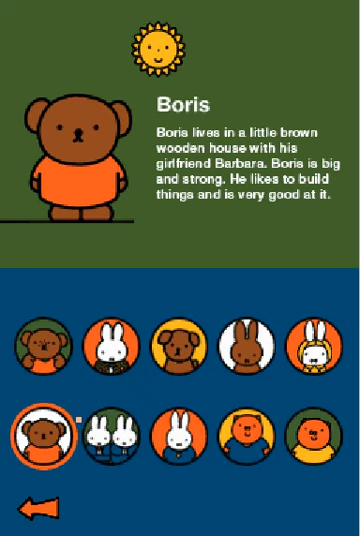 Boris
Boris lives in a little brown
wooden house with his
girlfriend Barbara. Boris is big
and strong. He likes to build
things and is very good at it.